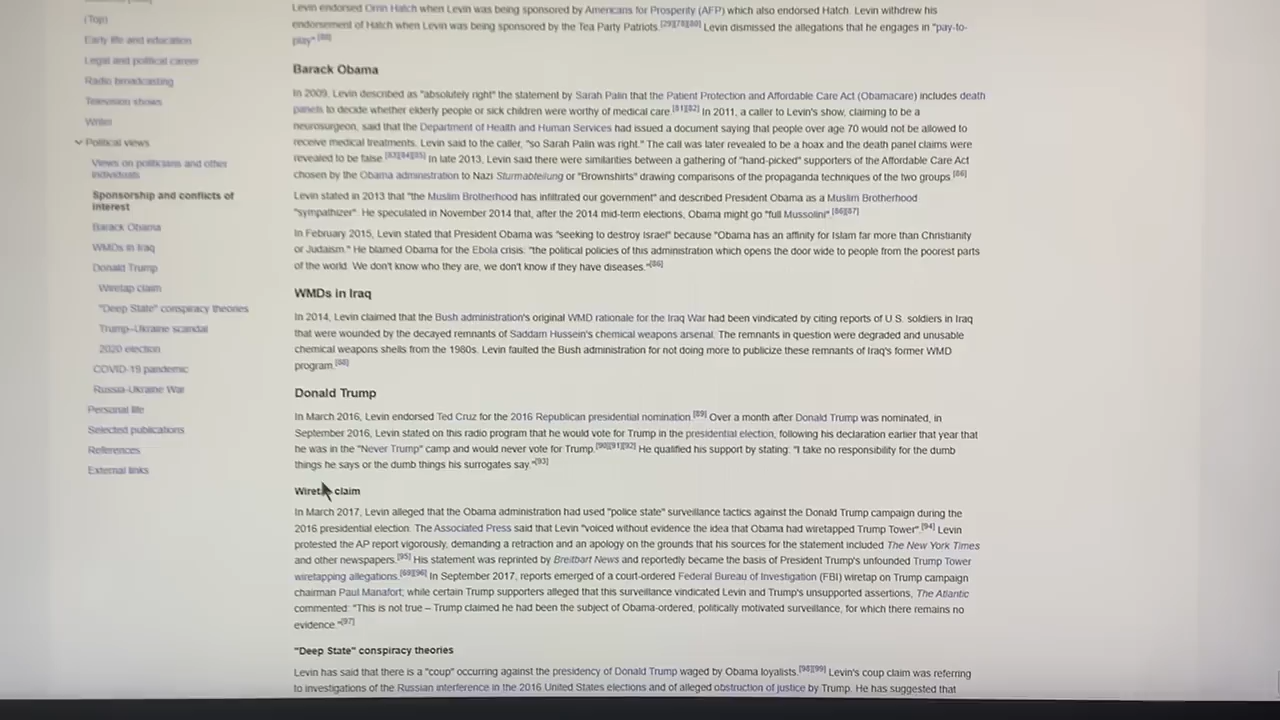 (Top)
Early life and education
Legal and political career
Radio broadcasting
Television shows
Writer
Political views
Views on politicians and other
individuals
Sponsorship and conflicts of
interest
Barack Obama
WMDs in Iraq
Donald Trump
Wiretap claim
"Deep State" conspiracy theories
Trump–Ukraine scandal
2020 election
COVID-19 pandemic
Russia-Ukraine War
Personal life
Selected publications
References
External links
Levin endorsed Orrin Hatch when Levin was being sponsored by Americans for Prosperity (AFP) which also endorsed Hatch. Levin withdrew his
endorsement of Hatch when Levin was being sponsored by the Tea Party Patriots.[29][79][80] Levin dismissed the allegations that he engages in "pay-to-
play".[80]
Barack Obama
In 2009, Levin described as "absolutely right" the statement by Sarah Palin that the Patient Protection and Affordable Care Act (Obamacare) includes death
panels to decide whether elderly people or sick children were worthy of medical care.[81][82] In 2011, a caller to Levin's show, claiming to be a
neurosurgeon, said that the Department of Health and Human Services had issued a document saying that people over age 70 would not be allowed to
receive medical treatments. Levin said to the caller, "so Sarah Palin was right." The call was later revealed to be a hoax and the death panel claims were
revealed to be false.[83][84][85] In late 2013, Levin said there were similarities between a gathering of "hand-picked" supporters of the Affordable Care Act
chosen by the Obama administration to Nazi Sturmabteilung or "Brownshirts" drawing comparisons of the propaganda techniques of the two groups.[86]
Levin stated in 2013 that "the Muslim Brotherhood has infiltrated our government" and described President Obama as a Muslim Brotherhood
"sympathizer". He speculated in November 2014 that, after the 2014 mid-term elections, Obama might go "full Mussolini".[86][87]
In February 2015, Levin stated that President Obama was "seeking to destroy Israel" because "Obama has an affinity for Islam far more than Christianity
or Judaism." He blamed Obama for the Ebola crisis: "the political policies of this administration which opens the door wide to people from the poorest parts
of the world. We don't know who they are, we don't know if they have diseases."[86]
WMDs in Iraq
In 2014, Levin claimed that the Bush administration's original WMD rationale for the Iraq War had been vindicated by citing reports of U.S. soldiers in Iraq
that were wounded by the decayed remnants of Saddam Hussein's chemical weapons arsenal. The remnants in question were degraded and unusable
chemical weapons shells from the 1980s. Levin faulted the Bush administration for not doing more to publicize these remnants of Iraq's former WMD
program.[88]
Donald Trump
In March 2016, Levin endorsed Ted Cruz for the 2016 Republican presidential nomination.[89] Over a month after Donald Trump was nominated, in
September 2016, Levin stated on this radio program that he would vote for Trump in the presidential election, following his declaration earlier that year that
he was in the "Never Trump" camp and would never vote for Trump.[90][91][92] He qualified his support by stating: "I take no responsibility for the dumb
things he says or the dumb things his surrogates say."[93]
Wiretap claim
In March 2017, Levin alleged that the Obama administration had used "police state" surveillance tactics against the Donald Trump campaign during the
2016 presidential election. The Associated Press said that Levin "voiced without evidence the idea that Obama had wiretapped Trump Tower".[94] Levin
protested the AP report vigorously, demanding a retraction and an apology on the grounds that his sources for the statement included The New York Times
and other newspapers.[95] His statement was reprinted by Breitbart News and reportedly became the basis of President Trump's unfounded Trump Tower
wiretapping allegations.[69][96] In September 2017, reports emerged of a court-ordered Federal Bureau of Investigation (FBI) wiretap on Trump campaign
chairman Paul Manafort; while certain Trump supporters alleged that this surveillance vindicated Levin and Trump's unsupported assertions, The Atlantic
commented: "This is not true – Trump claimed he had been the subject of Obama-ordered, politically motivated surveillance, for which there remains no
evidence."[97]
"Deep State" conspiracy theories
Levin has said that there is a "coup" occurring against the presidency of Donald Trump waged by Obama loyalists.[98][99] Levin's coup claim was referring
to investigations of the Russian interference in the 2016 United States elections and of alleged obstruction of justice by Trump. He has suggested that